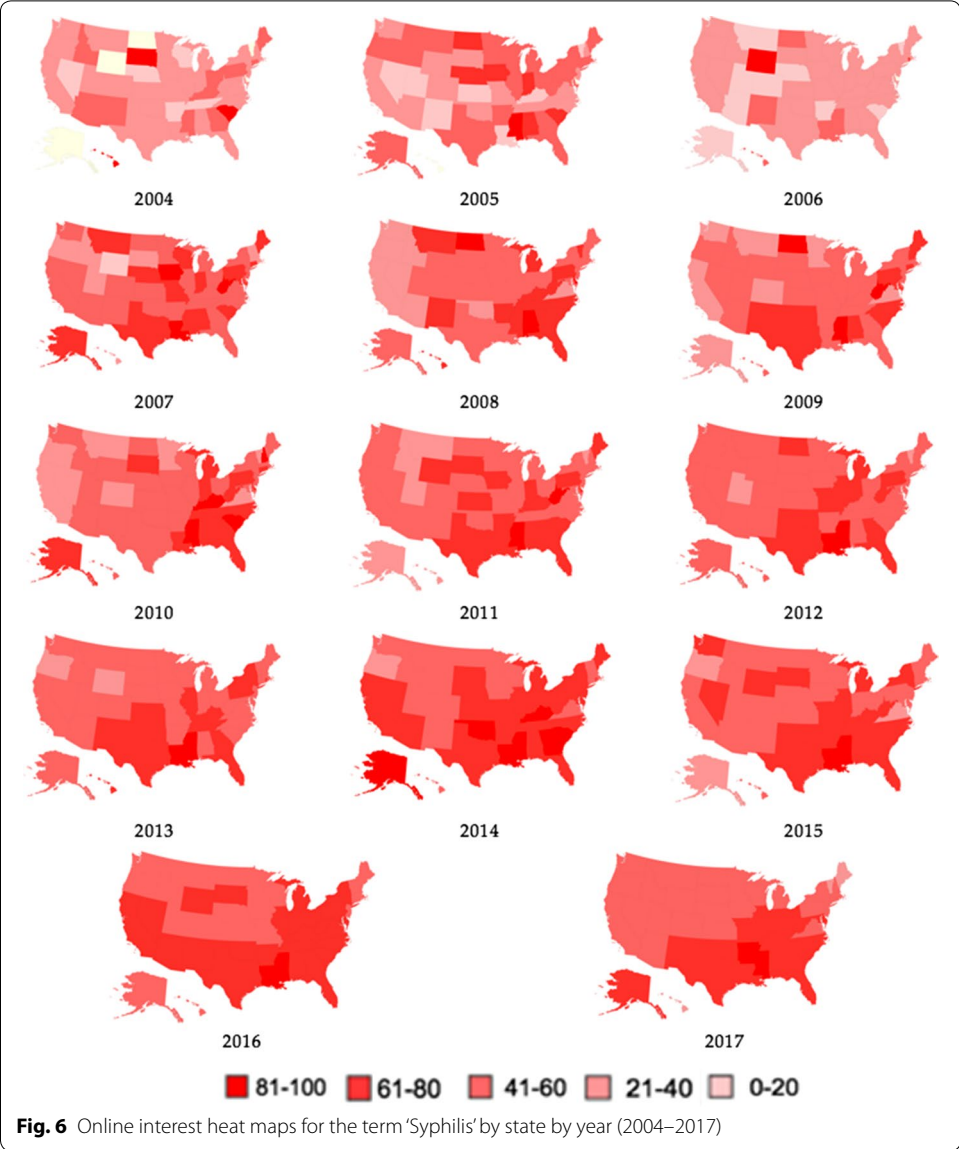 2004 2005 2006
2007 2008 2009
2010 2011 2012
2013 2014 2015
2016 2017
81-100 61-80 41-60 21-40 0-20
Fig. 6 Online interest heat maps for the term ‘Syphilis’ by state by year (2004–2017)